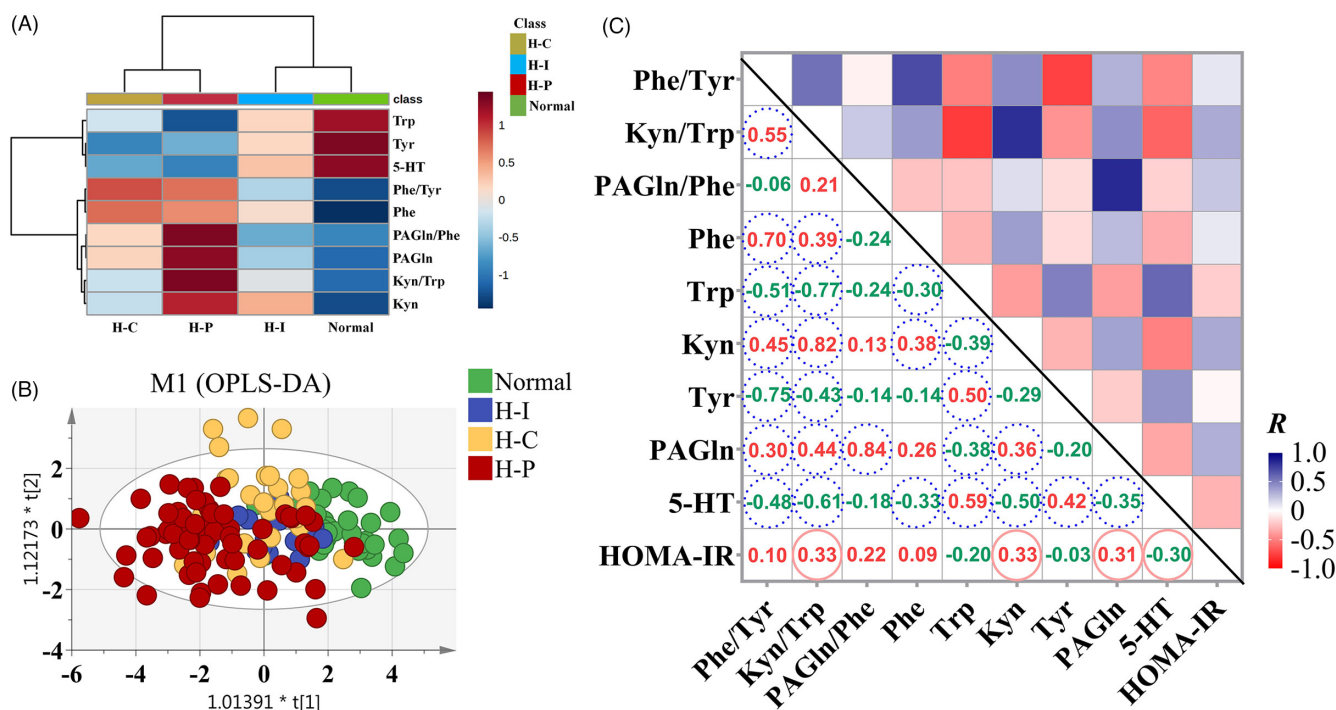 (A)
Class
H-C
H-I
H-P
Normal
class
Trp
Tyr
5-HT
Phe/Tyr
Phe
PAGln/Phe
PAGln
Kyn/Trp
Kyn
1
0.5
0
-0.5
-1
H-C H-P H-I Normal
(B)
M1 (OPLS-DA)
Normal
H-I
H-C
H-P
2
0
-2
-4
1.12173 * t[2]
-6 -4 -2 0 2 4
1.01391 * t[1]
(C)
Phe/Tyr
Kyn/Trp 0.55
PAGln/Phe -0.06 0.21
Phe 0.70 0.39 -0.24
Trp -0.51 -0.77 -0.24 -0.30
Kyn 0.45 0.82 0.13 0.38 -0.39
Tyr -0.75 -0.43 -0.14 -0.14 0.50 -0.29
PAGln 0.30 0.44 0.84 0.26 -0.38 0.36 -0.20
5-HT -0.48 -0.61 -0.18 -0.33 0.59 -0.50 0.42 -0.35
HOMA-IR 0.10 0.33 0.22 0.09 -0.20 0.33 -0.03 0.31 -0.30
Phe/Tyr Kyn/Trp PAGln/Phe Phe Trp Kyn Tyr PAGln 5-HT HOMA-IR
R
1.0
0.5
0
-0.5
-1.0